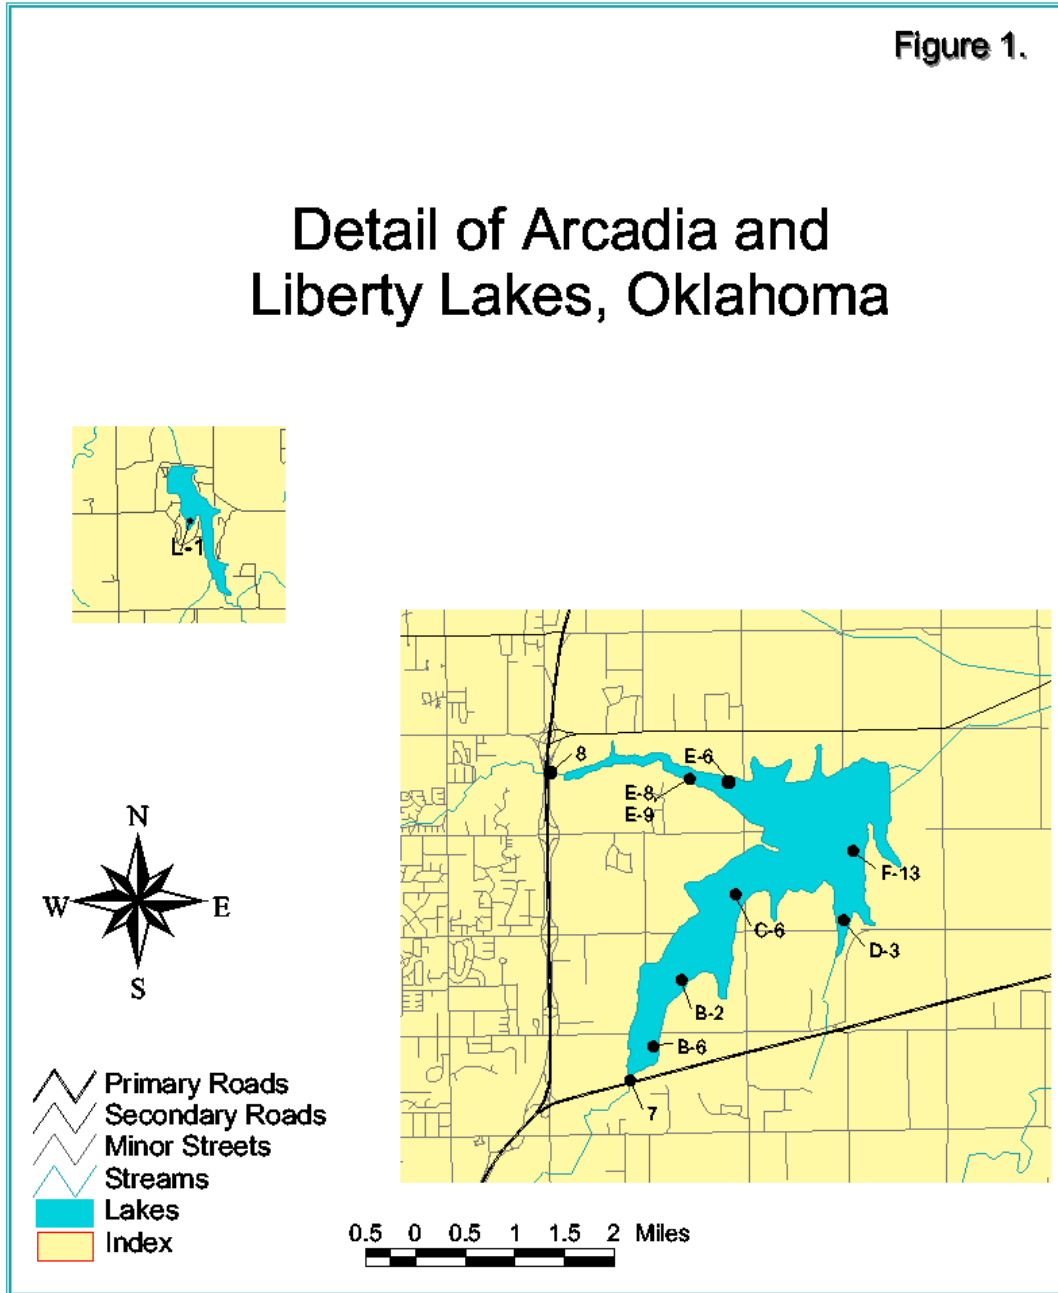 Figure 1.
Detail of Arcadia and
Liberty Lakes, Oklahoma
L-1
8
E-6
E-8,
E-9
F-13
C-6
D-3
B-2
B-6
7
N
W E
S
Primary Roads
Secondary Roads
Minor Streets
Streams
Lakes
Index
0.5 0 0.5 1 1.5 2 Miles